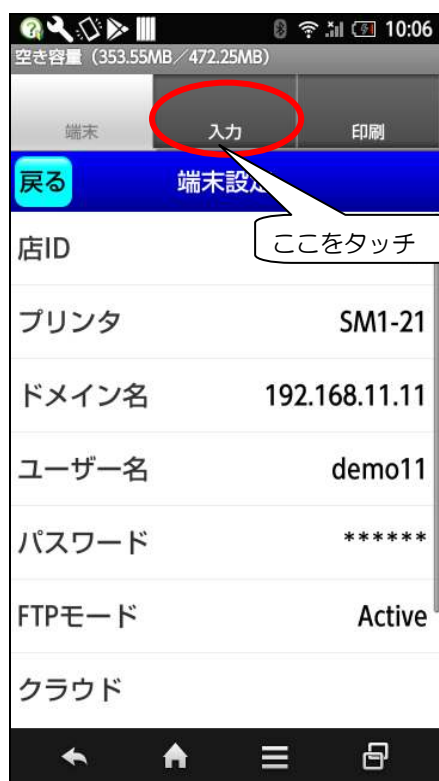 10:06
空き容量（353.55MB／472.25MB）
端末 入力 印刷
戻る 端末設定
ここをタッチ
店ID
プリンタ SM1-21
ドメイン名 192.168.11.11
ユーザー名 demo11
パスワード ******
FTPモード Active
クラウド